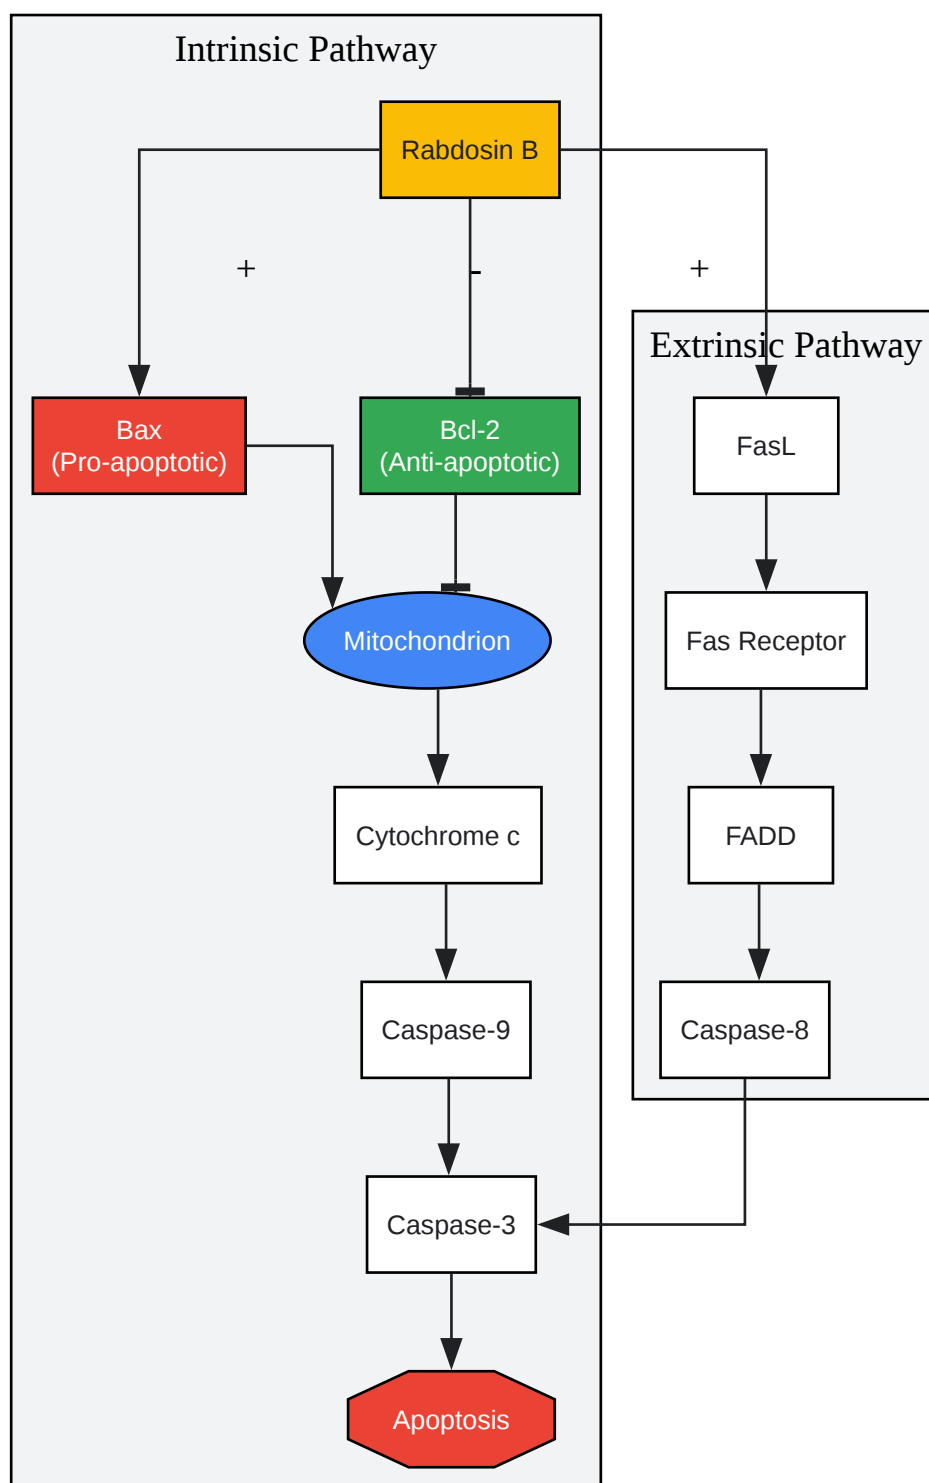 Intrinsic Pathway
Rabdosin B
+
-
+
Extrinsic Pathway
Bax
(Pro-apoptotic)
Bcl-2
(Anti-apoptotic)
FasL
Mitochondrion
Fas Receptor
Cytochrome c
FADD
Caspase-9
Caspase-8
Caspase-3
Apoptosis